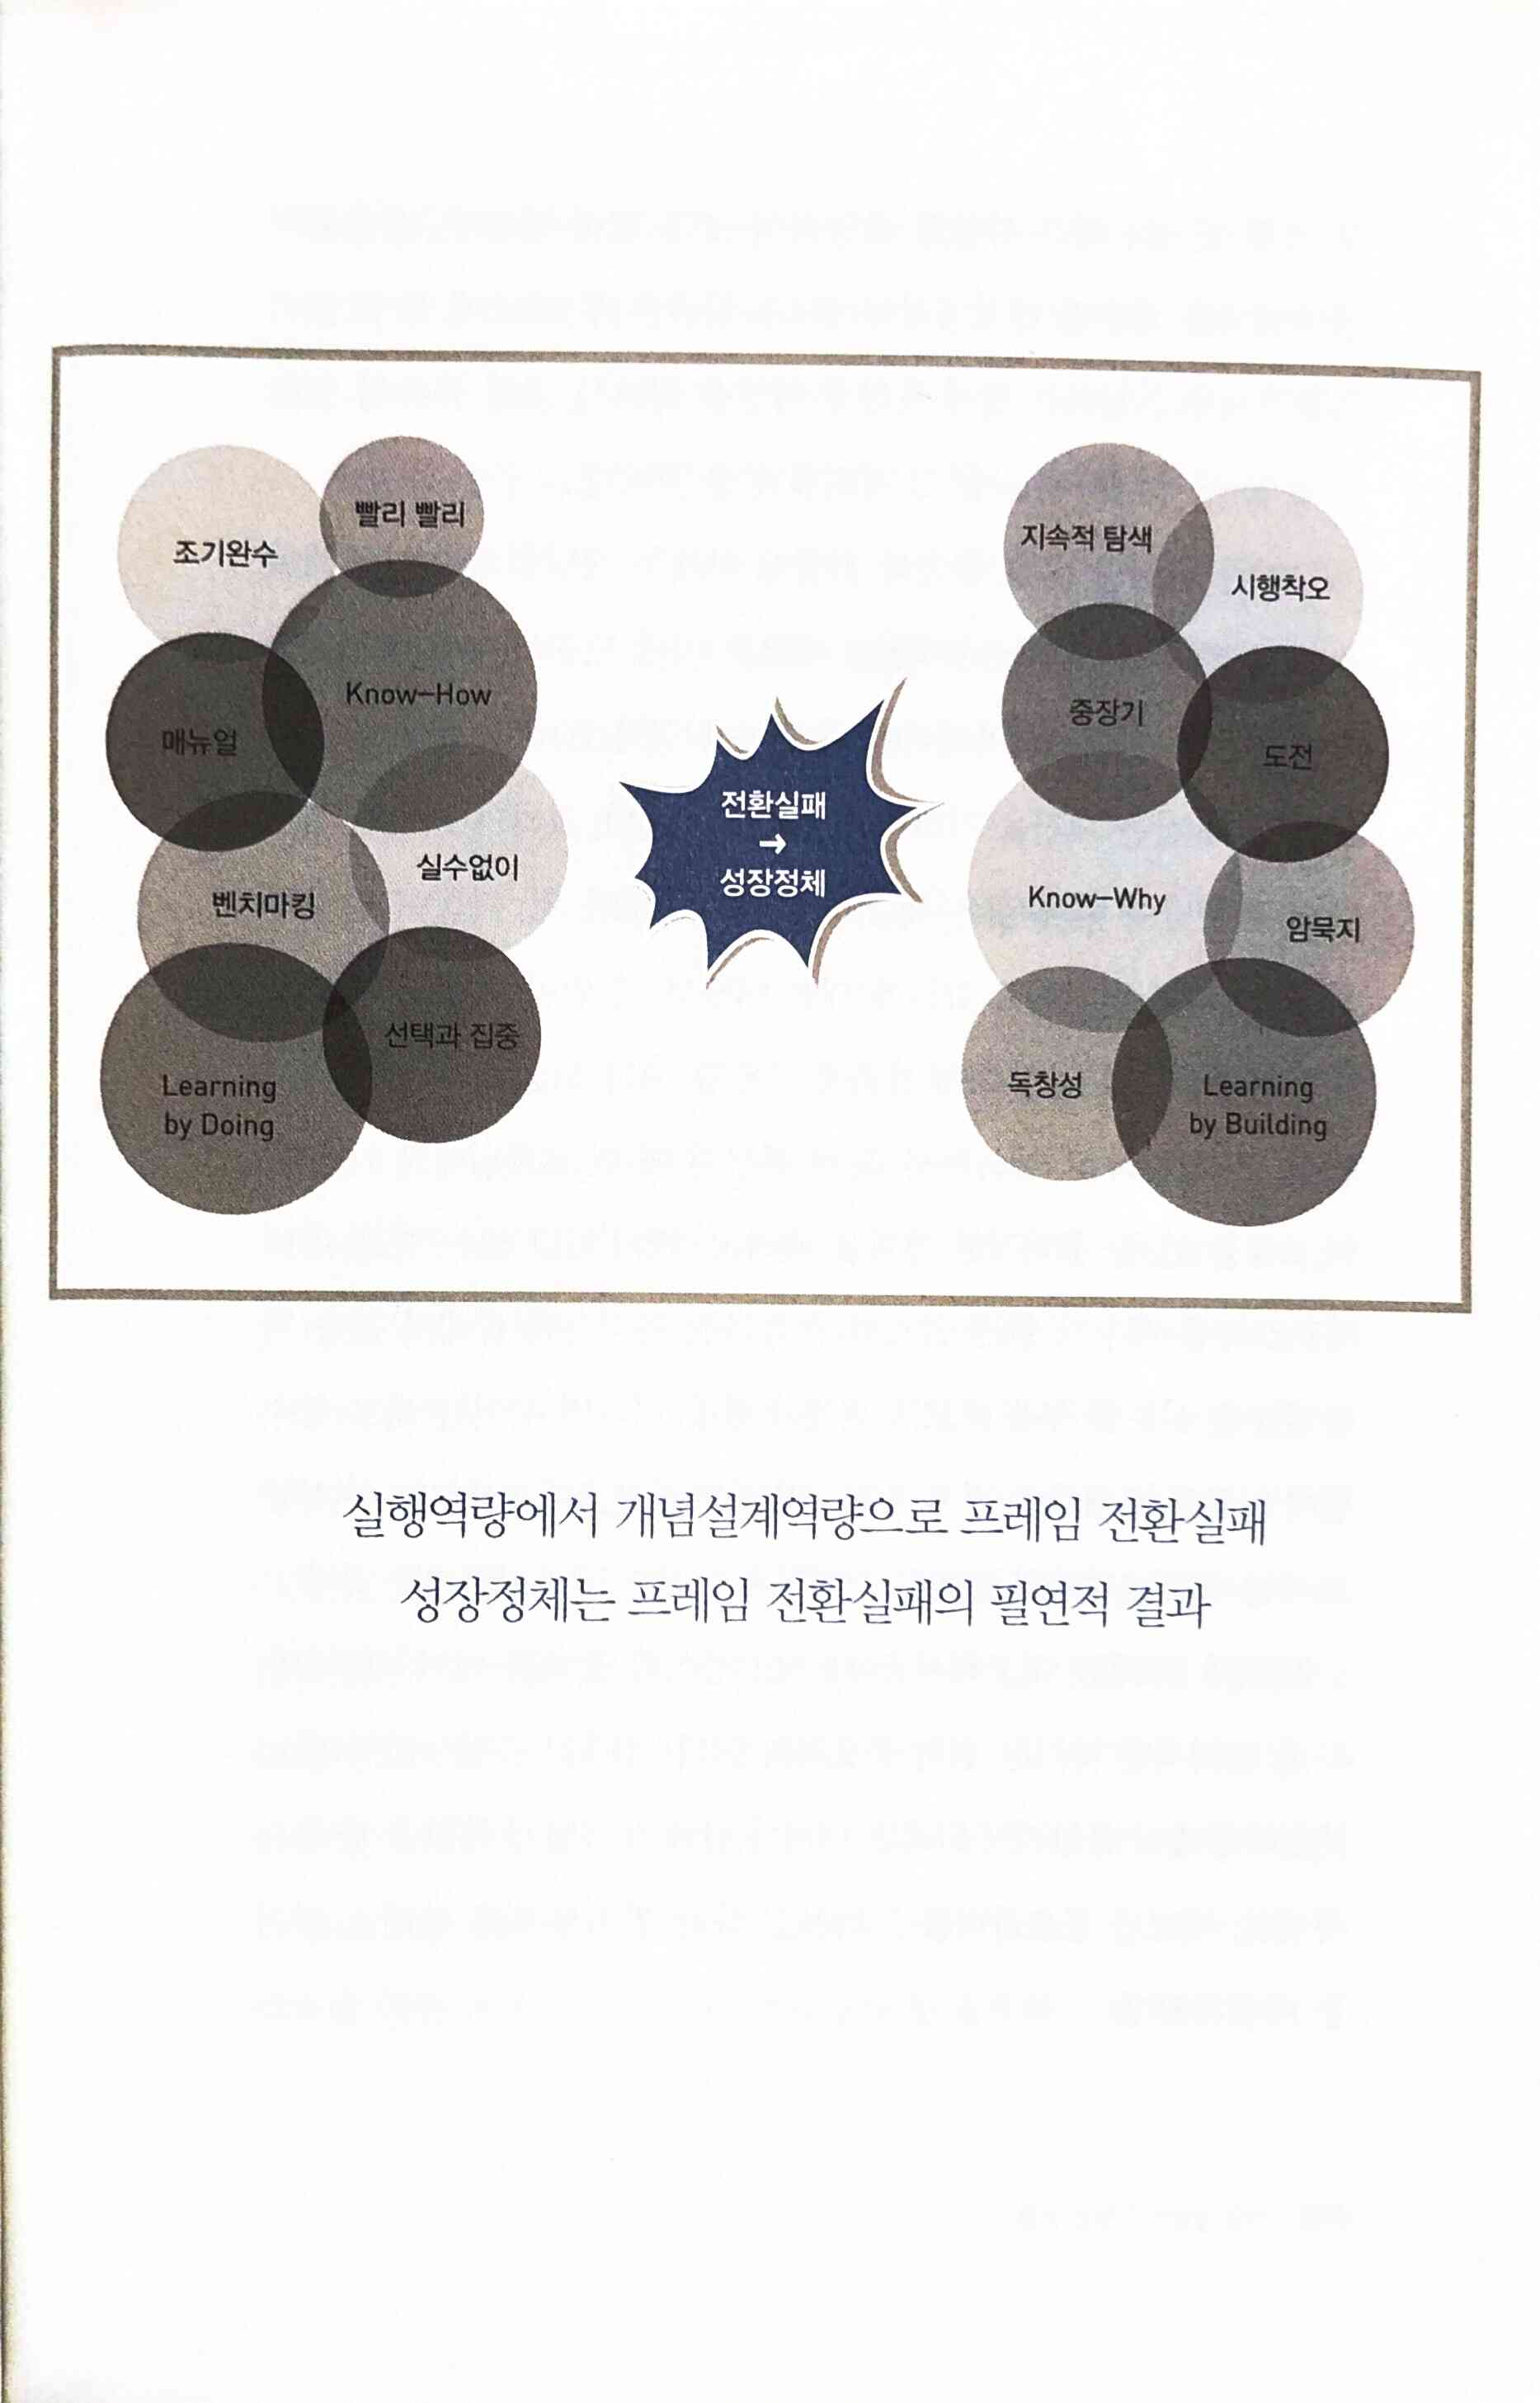 조기완수
빨리 빨리
Know–How
매뉴얼
실수없이
벤치마킹
선택과 집중
Learning
by Doing
전환실패
→
성장정체
지속적 탐색
시행착오
중장기
도전
Know–Why
암묵지
독창성
Learning
by Building
실행역량에서 개념설계역량으로 프레임 전환실패
성장정체는 프레임 전환실패의 필연적 결과